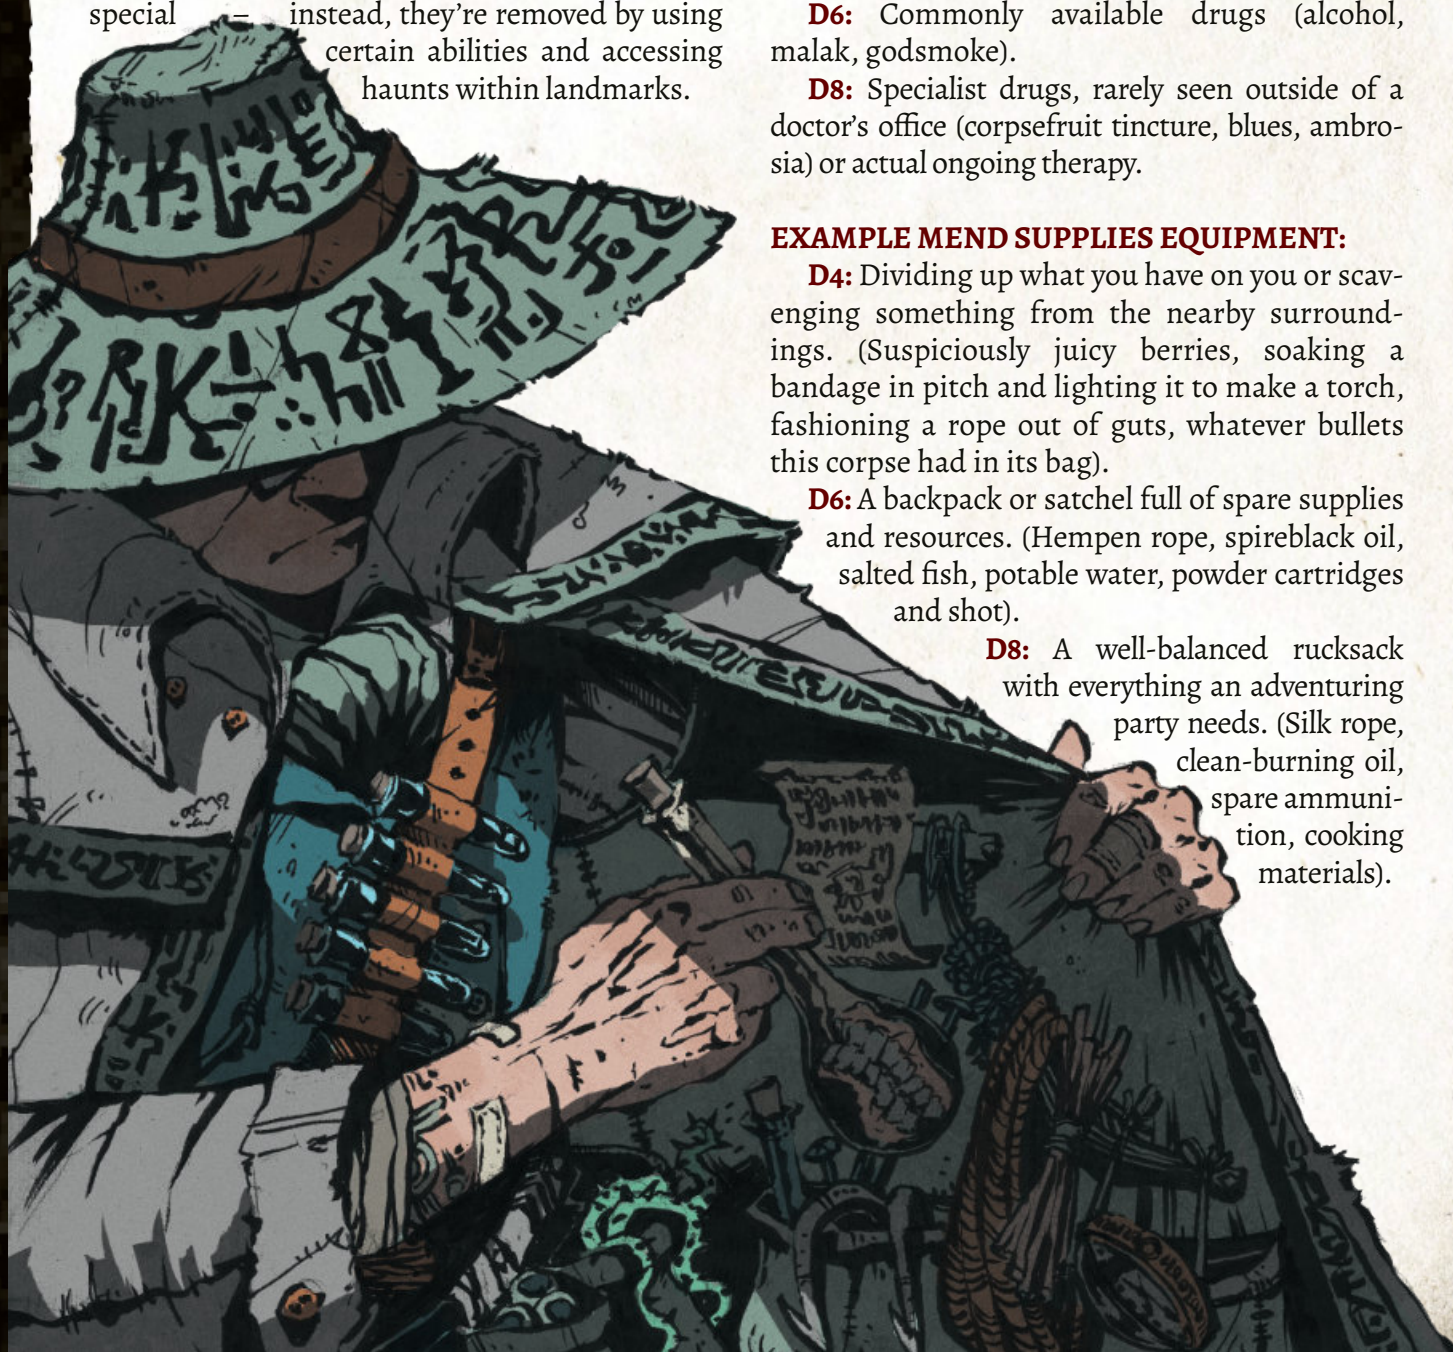 special – instead, they’re removed by using
certain abilities and accessing
haunts within landmarks.
D6: Commonly available drugs (alcohol,
malak, godsmoke).
D8: Specialist drugs, rarely seen outside of a
doctor’s office (corpsefruit tincture, blues, ambro-
sia) or actual ongoing therapy.
EXAMPLE MEND SUPPLIES EQUIPMENT:
D4: Dividing up what you have on you or scav-
enging something from the nearby surround-
ings. (Suspiciously juicy berries, soaking a
bandage in pitch and lighting it to make a torch,
fashioning a rope out of guts, whatever bullets
this corpse had in its bag).
D6: A backpack or satchel full of spare supplies
and resources. (Hempen rope, spireblack oil,
salted fish, potable water, powder cartridges
and shot).
D8: A well-balanced rucksack
with everything an adventuring
party needs. (Silk rope,
clean-burning oil,
spare ammuni-
tion, cooking
materials).